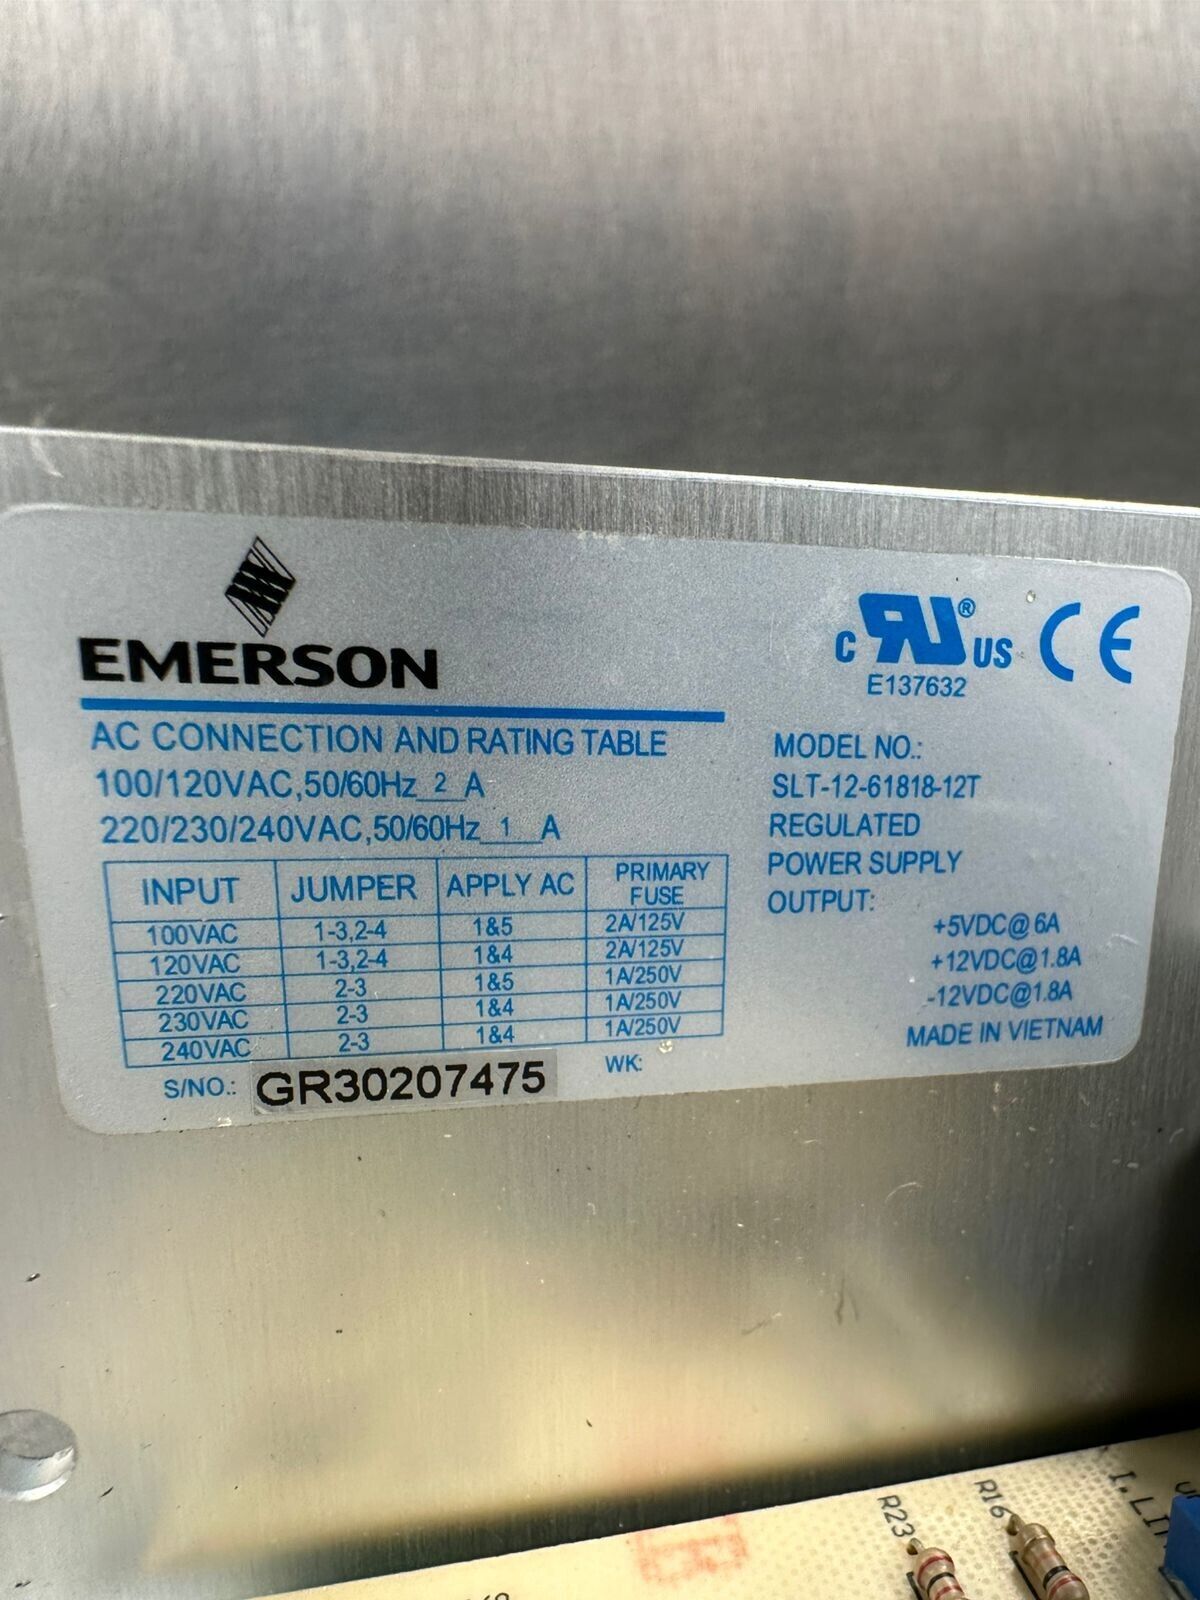 EMERSON
AC CONNECTION AND RATING TABLE
100/120VAC,50/60Hz_2_A
220/230/240VAC,50/60Hz_1_A
INPUT JUMPER APPLY AC PRIMARY FUSE
100VAC 1-3,2-4 1&5 2A/125V
120VAC 1-3,2-4 1&4 2A/125V
220VAC 2-3 1&5 1A/250V
230VAC 2-3 1&4 1A/250V
240VAC 2-3 1&4 1A/250V
S/NO.: GR30207475
WK:
C RU® US CE
E137632
MODEL NO.:
SLT-12-61818-12T
REGULATED
POWER SUPPLY
OUTPUT:
+5VDC@6A
+12VDC@1.8A
-12VDC@1.8A
MADE IN VIETNAM
R23
R16